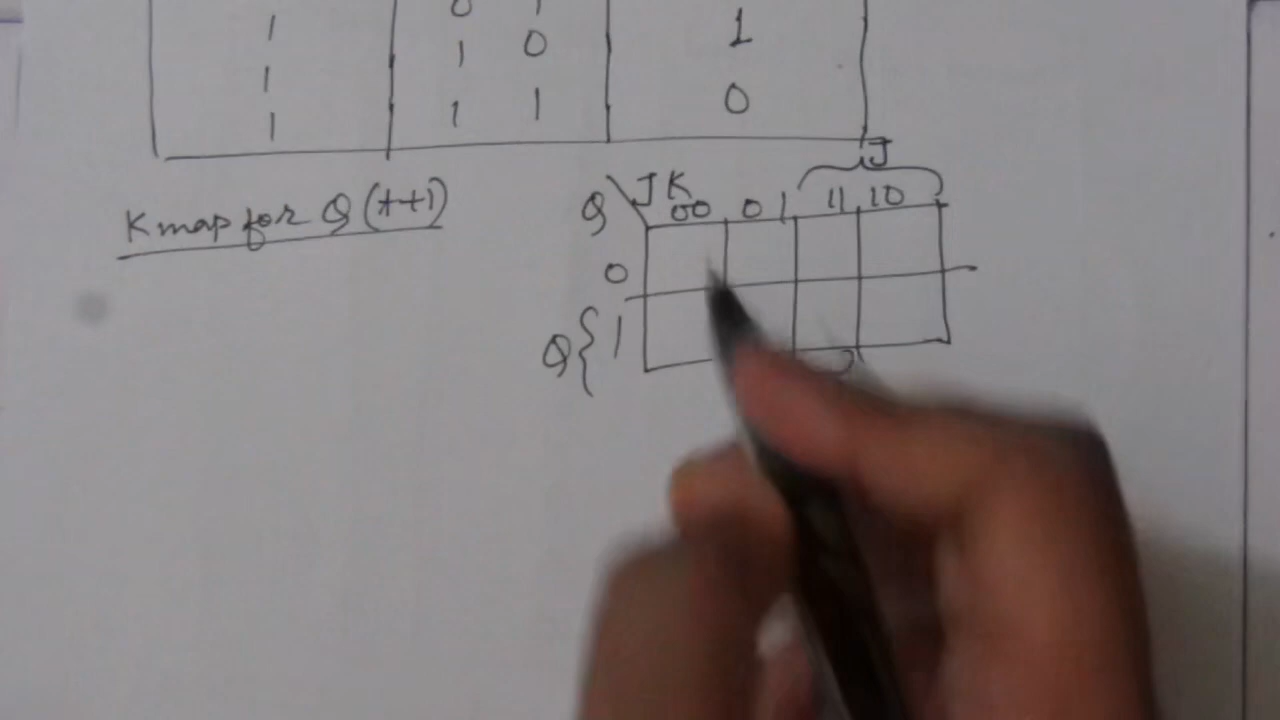 0 1
1 1 0 1
1
1 1 1 0
J
K map for Q (t+1)
Q JK 00 01 11 10
0
Q { 1